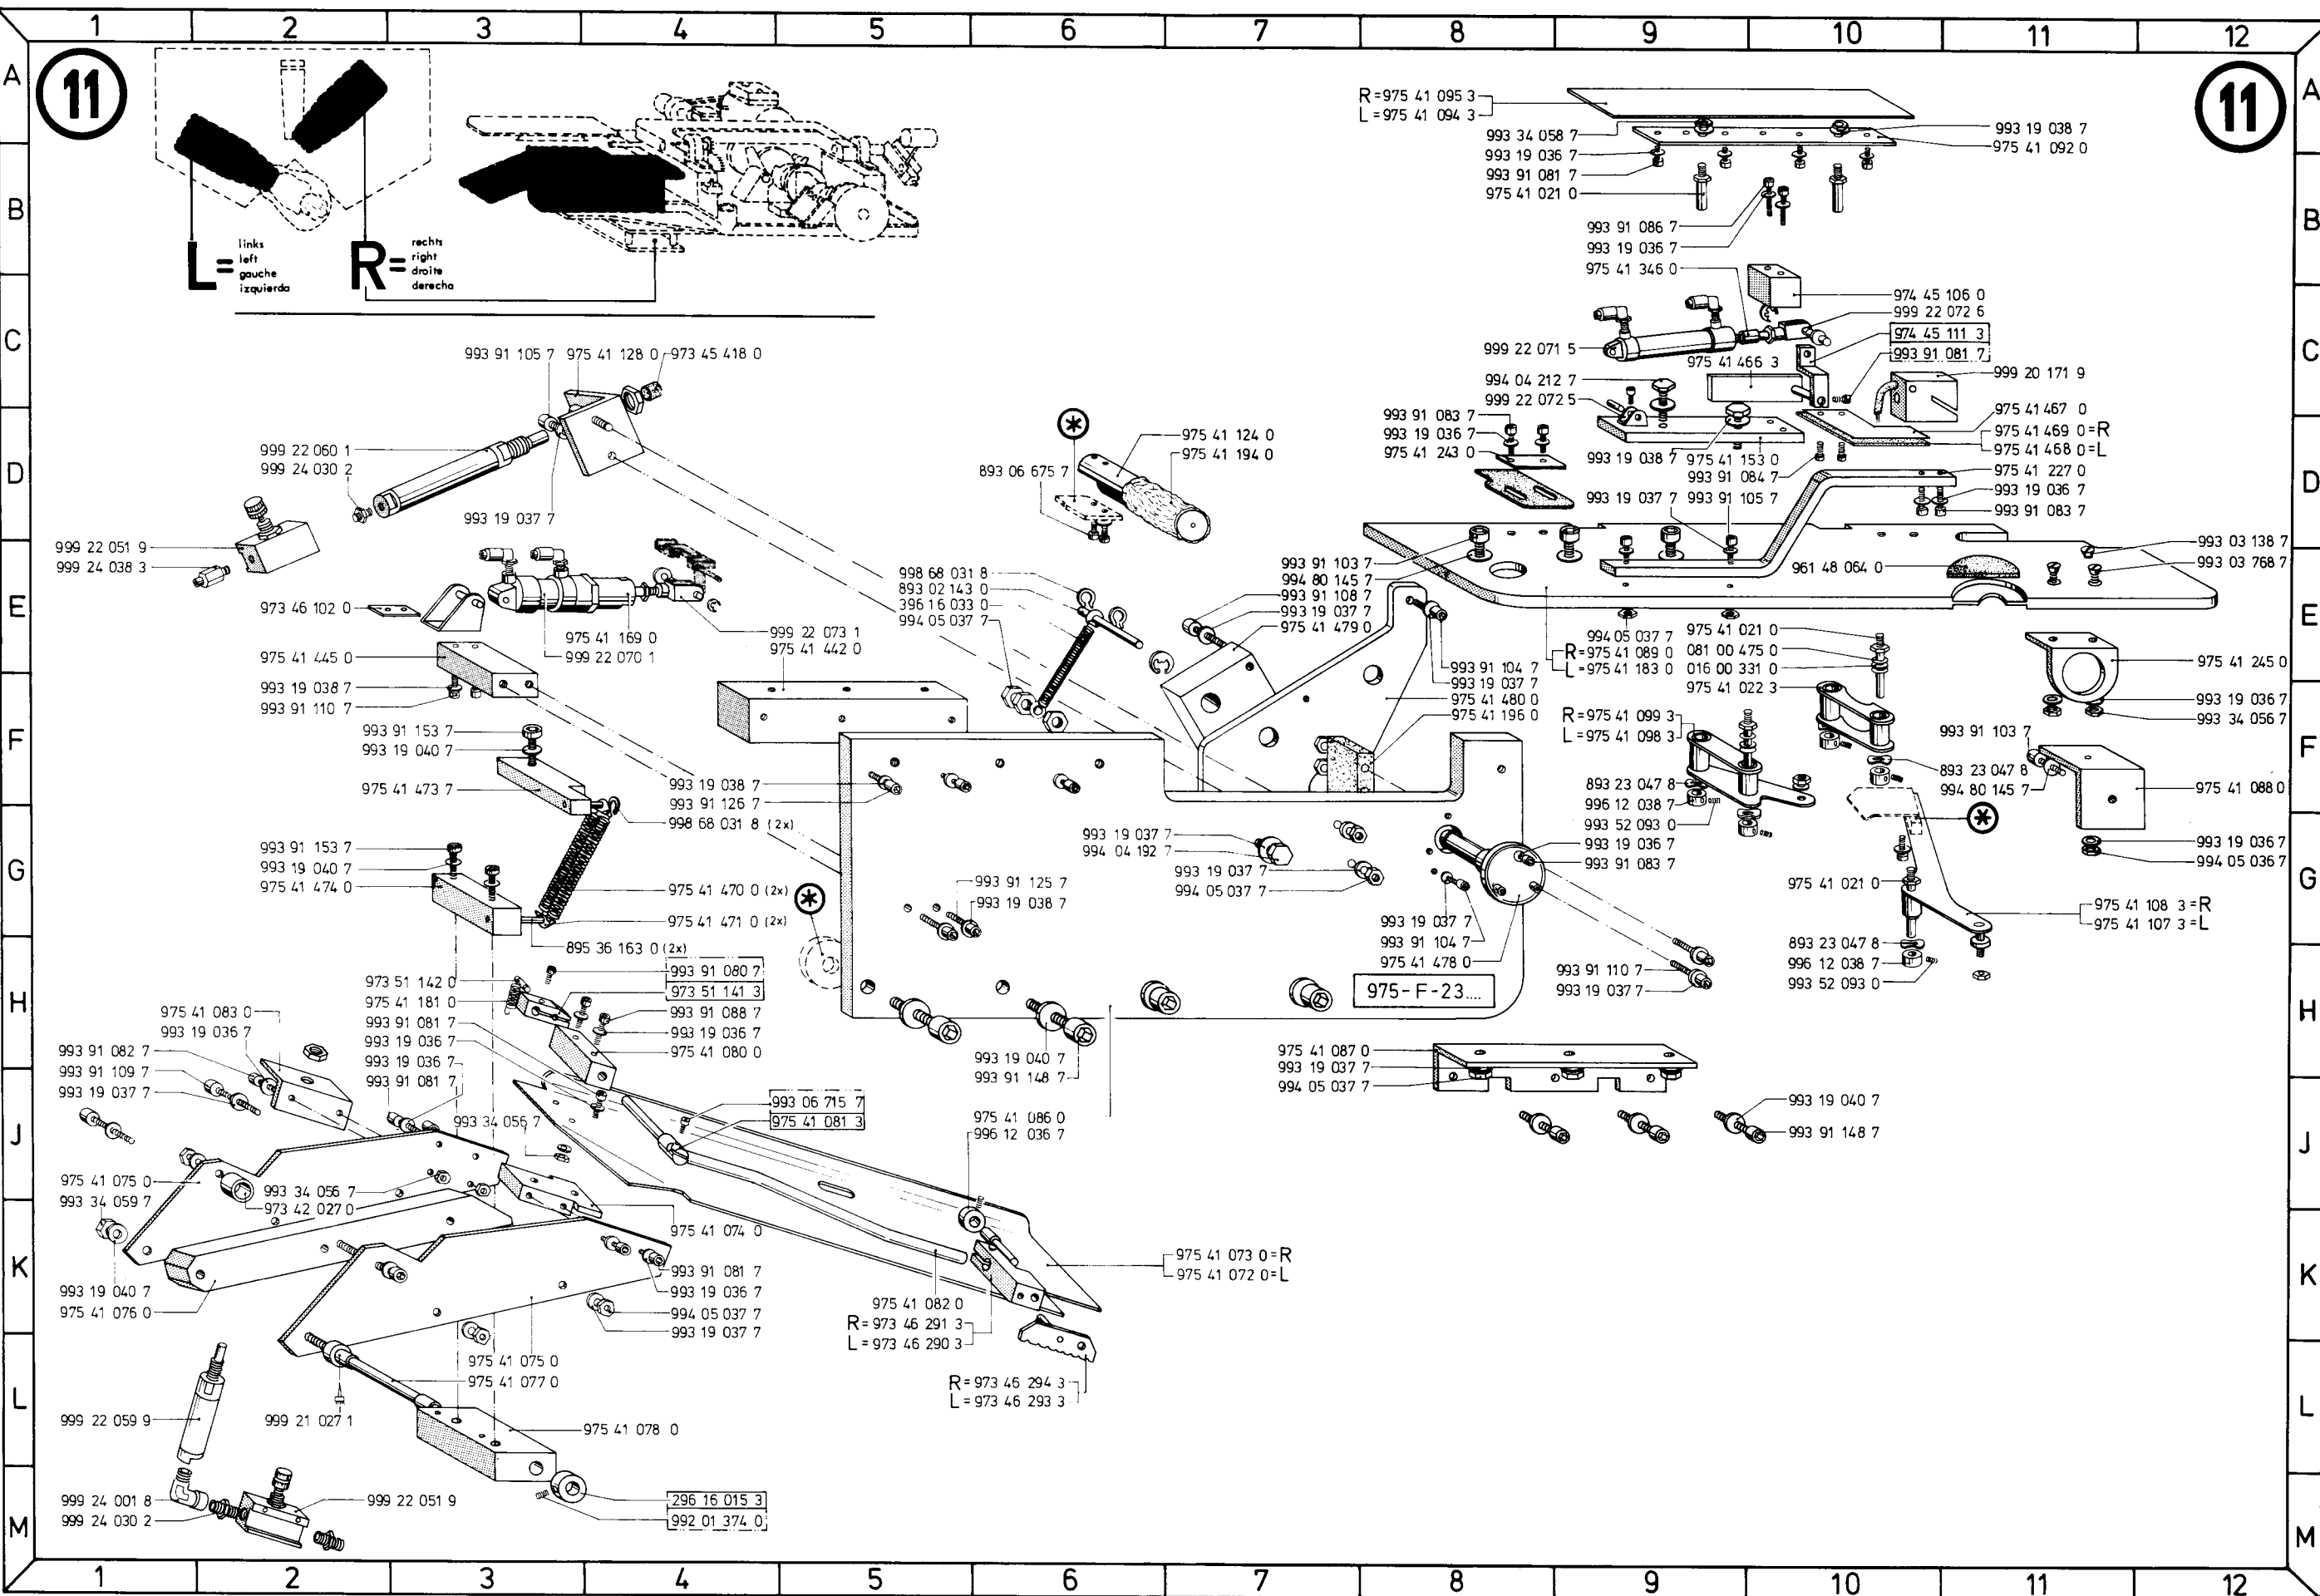 1 2 3 4 5 6 7 8 9 10 11 12
A
11
11
A
B
B
C
C
D
D
E
E
F
F
G
G
H
H
J
J
K
K
L
L
M
M
L= links
left
gauche
izquierda
R= rechts
right
droite
derecha
993 91 105 7
975 41 128 0
973 45 418 0
999 22 060 1
999 24 030 2
993 19 037 7
999 22 051 9
999 24 038 3
973 46 102 0
975 41 169 0
999 22 070 1
999 22 073 1
975 41 442 0
975 41 445 0
993 19 038 7
993 91 110 7
993 91 153 7
993 19 040 7
975 41 473 7
993 19 038 7
993 91 126 7
998 68 031 8 (2x)
993 91 153 7
993 19 040 7
975 41 474 0
975 41 470 0 (2x)
975 41 471 0 (2x)
895 36 163 0 (2x)
893 06 675 7
975 41 124 0
975 41 194 0
998 68 031 8
893 02 143 0
396 16 033 0
994 05 037 7
993 91 108 7
993 19 037 7
975 41 479 0
993 91 104 7
993 19 037 7
975 41 480 0
975 41 196 0
993 19 037 7
994 04 192 7
993 19 037 7
994 05 037 7
993 91 125 7
993 19 038 7
993 19 036 7
993 91 083 7
993 19 037 7
993 91 104 7
975 41 478 0
975-F-23....
993 91 110 7
993 19 037 7
993 19 040 7
993 91 148 7
975 41 086 0
996 12 036 7
R=975 41 095 3
L=975 41 094 3
993 34 058 7
993 19 036 7
993 91 081 7
975 41 021 0
993 19 038 7
975 41 092 0
993 91 086 7
993 19 036 7
975 41 346 0
974 45 106 0
999 22 072 6
974 45 111 3
993 91 081 7
999 22 071 5
975 41 466 3
999 20 171 9
994 04 212 7
999 22 072 5
993 91 083 7
993 19 036 7
975 41 243 0
993 19 038 7
975 41 153 0
993 91 084 7
975 41 467 0
975 41 469 0=R
975 41 468 0=L
975 41 227 0
993 19 036 7
993 91 083 7
993 19 037 7
993 91 105 7
993 91 103 7
994 80 145 7
961 48 064 0
993 03 138 7
993 03 768 7
994 05 037 7
R=975 41 089 0
L=975 41 183 0
975 41 021 0
081 00 475 0
016 00 331 0
975 41 022 3
975 41 245 0
993 19 036 7
993 34 056 7
R=975 41 099 3
L=975 41 098 3
893 23 047 8
996 12 038 7
993 52 093 0
893 23 047 8
993 91 103 7
994 80 145 7
975 41 088 0
993 19 036 7
994 05 036 7
975 41 021 0
975 41 108 3=R
975 41 107 3=L
893 23 047 8
996 12 038 7
993 52 093 0
975 41 087 0
993 19 037 7
994 05 037 7
993 19 040 7
993 91 148 7
973 51 142 0
975 41 181 0
993 91 081 7
993 19 036 7
993 19 036 7
993 91 081 7
993 91 080 7
973 51 141 3
993 91 088 7
993 19 036 7
975 41 080 0
975 41 083 0
993 19 036 7
993 91 082 7
993 91 109 7
993 19 037 7
993 34 056 7
993 06 715 7
975 41 081 3
975 41 075 0
993 34 059 7
993 34 056 7
973 42 027 0
975 41 074 0
993 19 040 7
975 41 076 0
993 91 081 7
993 19 036 7
994 05 037 7
993 19 037 7
975 41 073 0=R
975 41 072 0=L
975 41 082 0
R=973 46 291 3
L=973 46 290 3
R=973 46 294 3
L=973 46 293 3
975 41 075 0
975 41 077 0
999 22 059 9
999 21 027 1
975 41 078 0
999 24 001 8
999 24 030 2
999 22 051 9
296 16 015 3
992 01 374 0
1 2 3 4 5 6 7 8 9 10 11 12